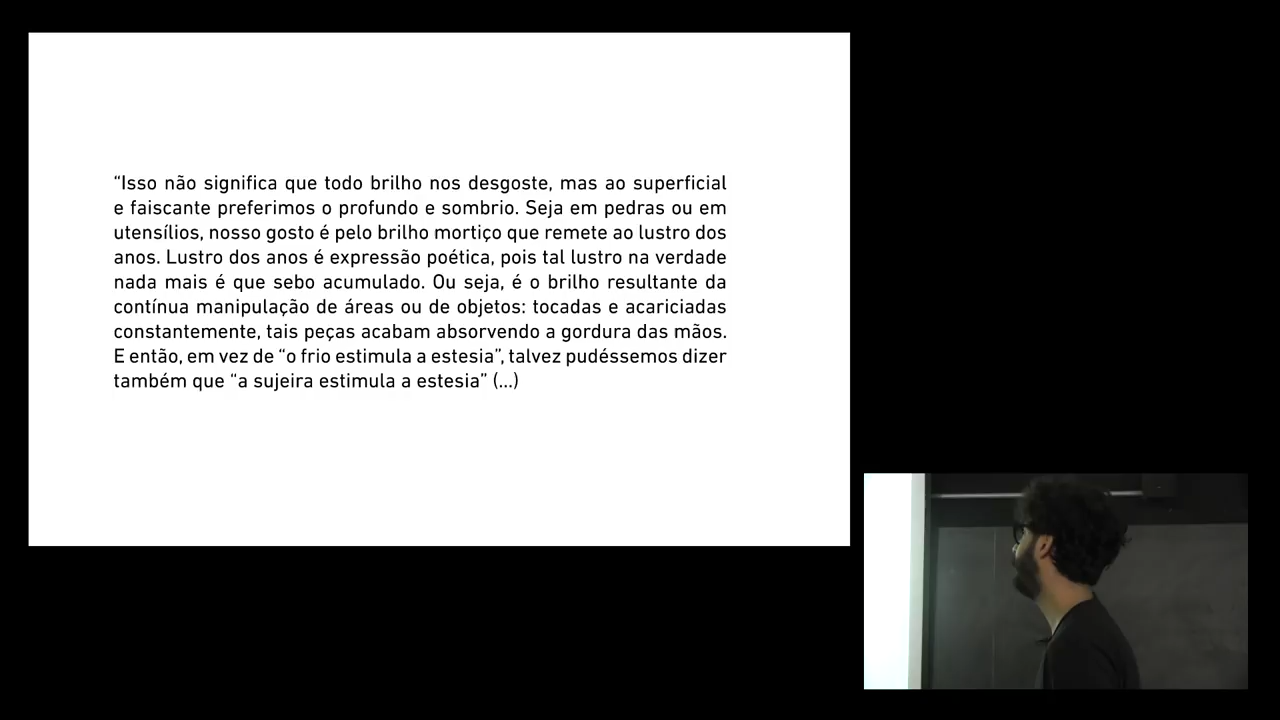 “Isso não significa que todo brilho nos desgoste, mas ao superficial
e faiscante preferimos o profundo e sombrio. Seja em pedras ou em
utensílios, nosso gosto é pelo brilho mortiço que remete ao lustro dos
anos. Lustro dos anos é expressão poética, pois tal lustro na verdade
nada mais é que sebo acumulado. Ou seja, é o brilho resultante da
contínua manipulação de áreas ou de objetos: tocadas e acariciadas
constantemente, tais peças acabam absorvendo a gordura das mãos.
E então, em vez de “o frio estimula a estesia”, talvez pudéssemos dizer
também que “a sujeira estimula a estesia” (...)